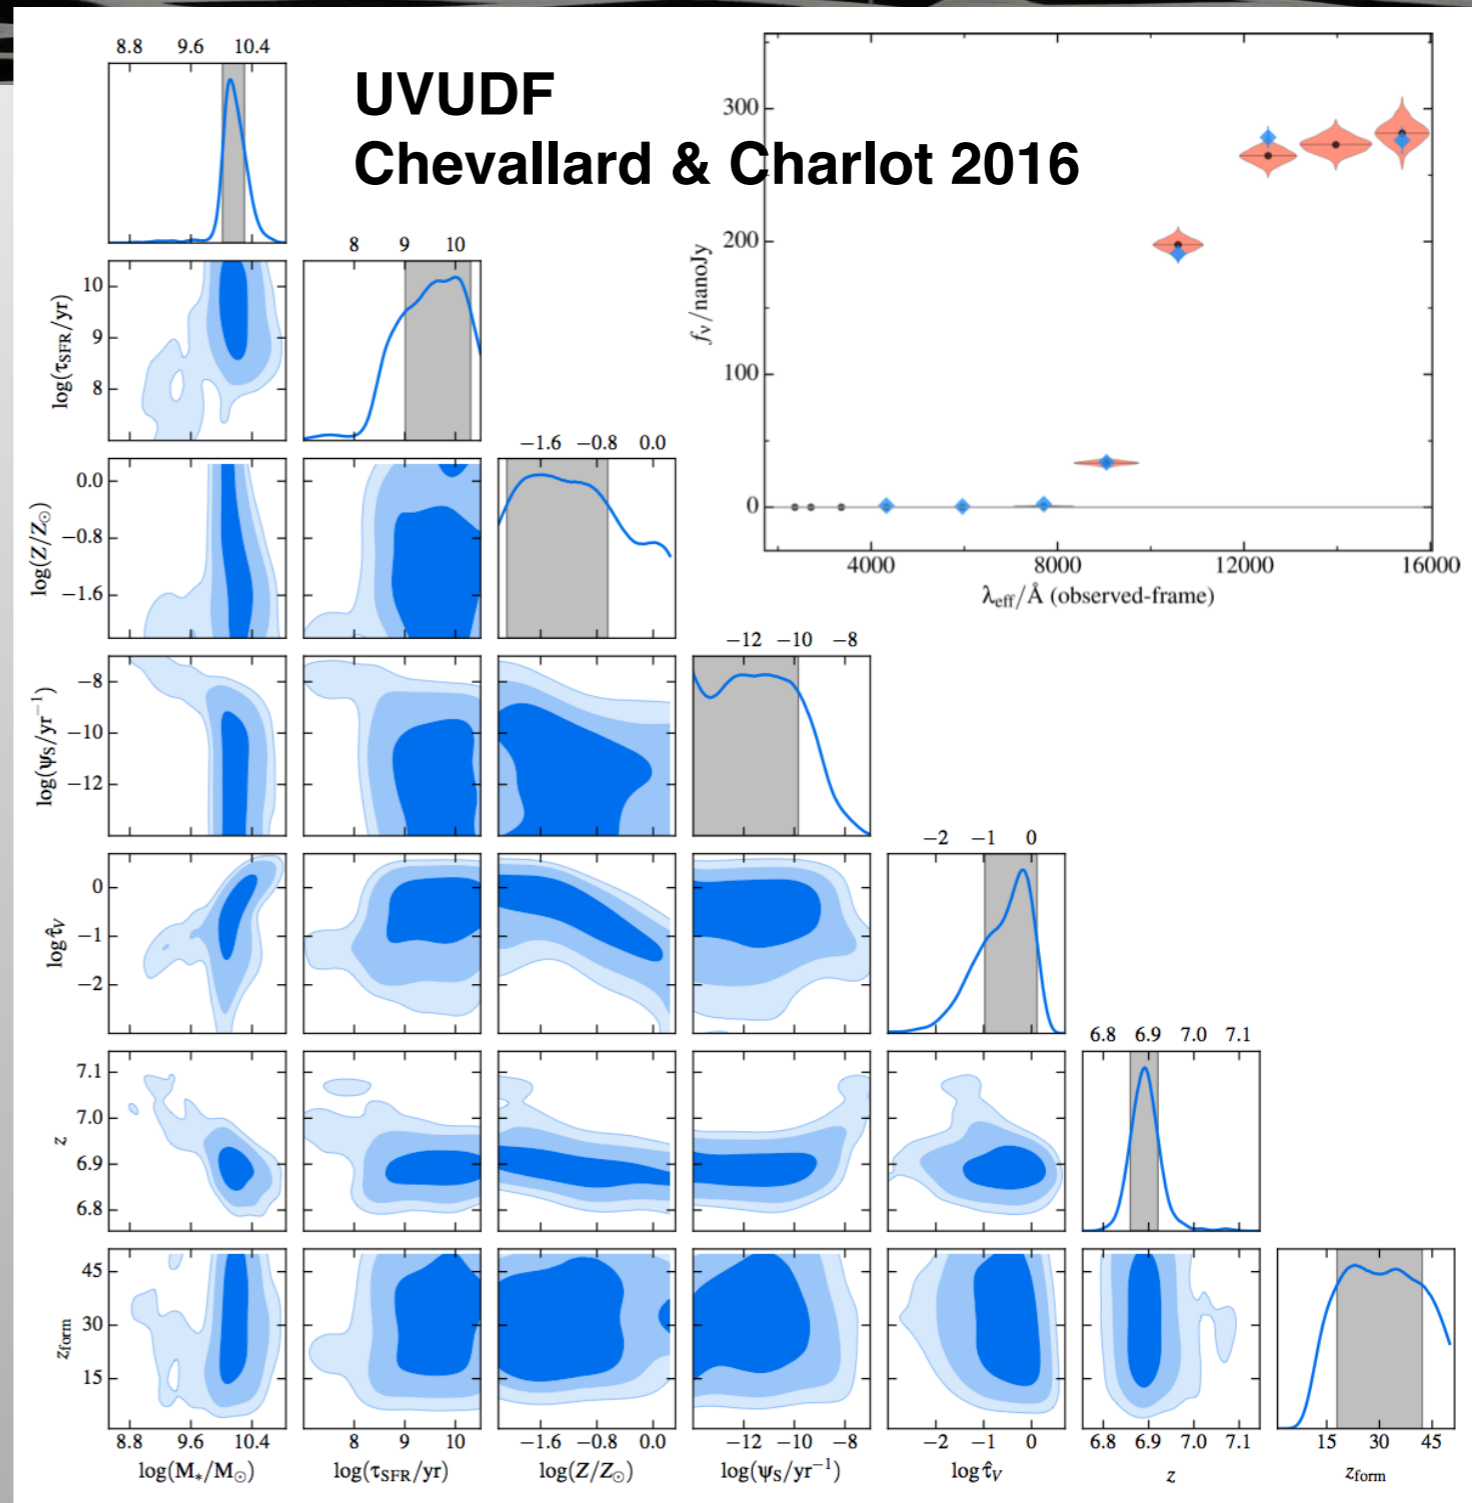 8.8 9.6 10.4
UVUDF
Chevallard & Charlot 2016
300
200
100
0
fν/nanoJy
4000 8000 12000 16000
λeff/Å (observed-frame)
8 9 10
10
9
8
log(τSFR/yr)
−1.6 −0.8 0.0
0.0
−0.8
−1.6
log(Z/Z⊙)
−12 −10 −8
−8
−10
−12
log(ψS/yr−1)
−2 −1 0
0
−1
−2
log τ̂V
6.8 6.9 7.0 7.1
7.1
7.0
6.9
6.8
z
45
30
15
zform
8.8 9.6 10.4 8 9 10 −1.6 −0.8 0.0 −12 −10 −8 −2 −1 0 6.8 6.9 7.0 7.1 15 30 45
log(M*/M⊙) log(τSFR/yr) log(Z/Z⊙) log(ψS/yr−1) log τ̂V z zform